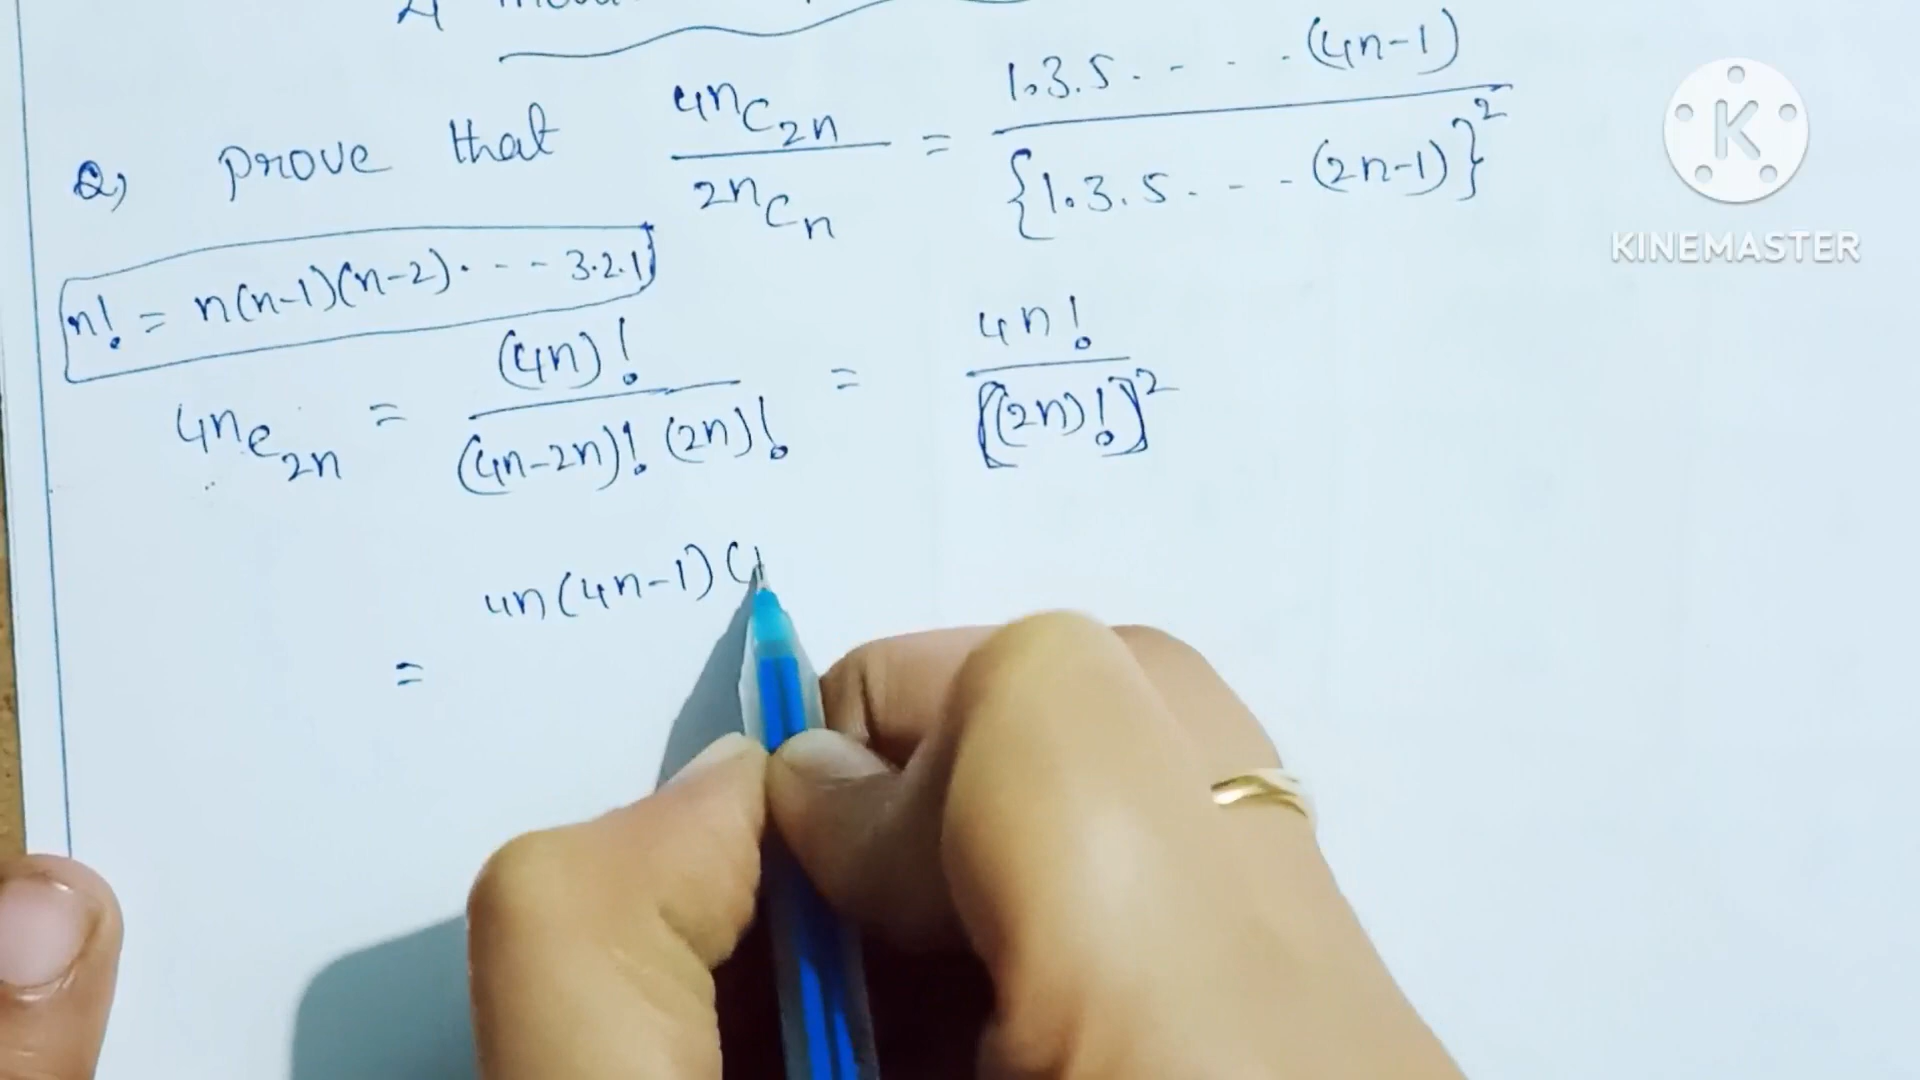 Q) Prove that 4nC2n / 2nCn = 1.3.5.---.(4n-1) / {1.3.5.---(2n-1)}²
n! = n(n-1)(n-2).---3.2.1
4nC2n = (4n)! / (4n-2n)! (2n)! = 4n! / [(2n)!]²
= 4n(4n-1)(
KINEMASTER